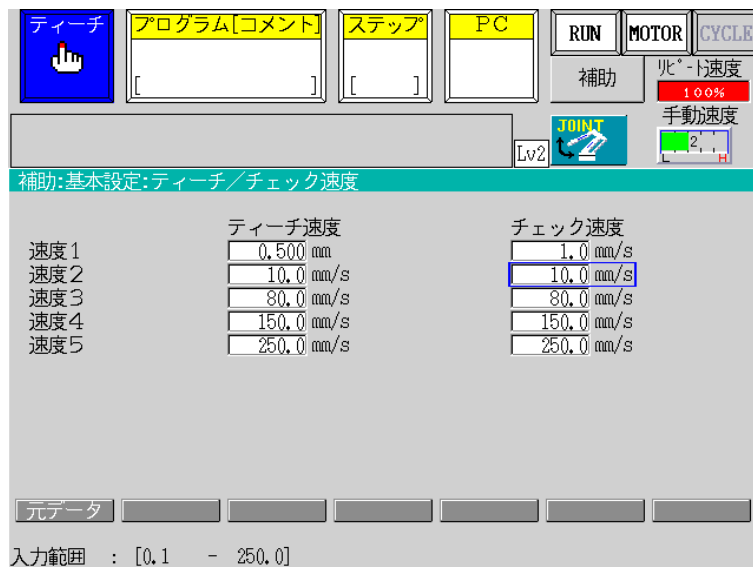 ティーチ
プログラム[コメント]
[ ]
ステップ
[ ]
PC
RUN
MOTOR
CYCLE
補助
リピート速度
100%
手動速度
2
L H
Lv2
JOINT
補助:基本設定:ティーチ/チェック速度
ティーチ速度 チェック速度
速度1 0.500 mm 1.0 mm/s
速度2 10.0 mm/s 10.0 mm/s
速度3 80.0 mm/s 80.0 mm/s
速度4 150.0 mm/s 150.0 mm/s
速度5 250.0 mm/s 250.0 mm/s
元データ
入力範囲 : [0.1 - 250.0]